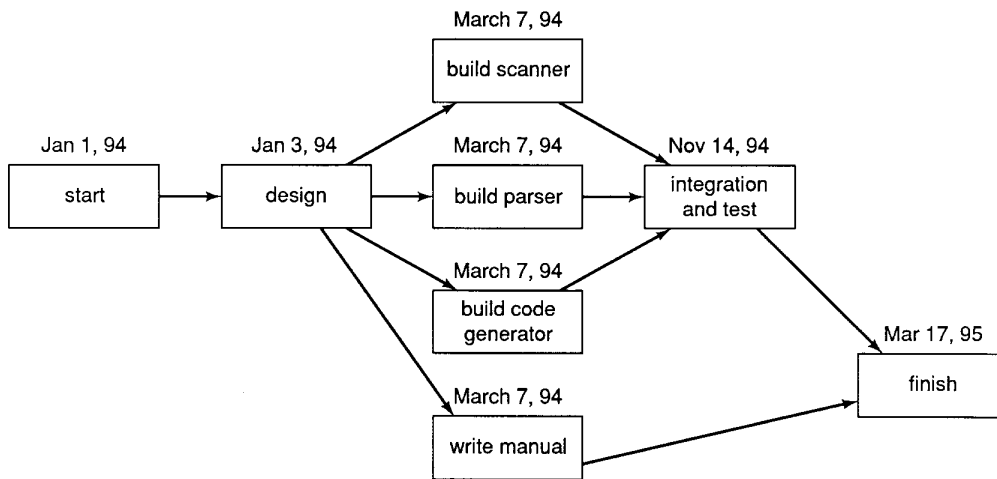 March 7, 94
build scanner
Jan 1, 94
start
Jan 3, 94
design
March 7, 94
build parser
Nov 14, 94
integration
and test
March 7, 94
build code
generator
Mar 17, 95
finish
March 7, 94
write manual